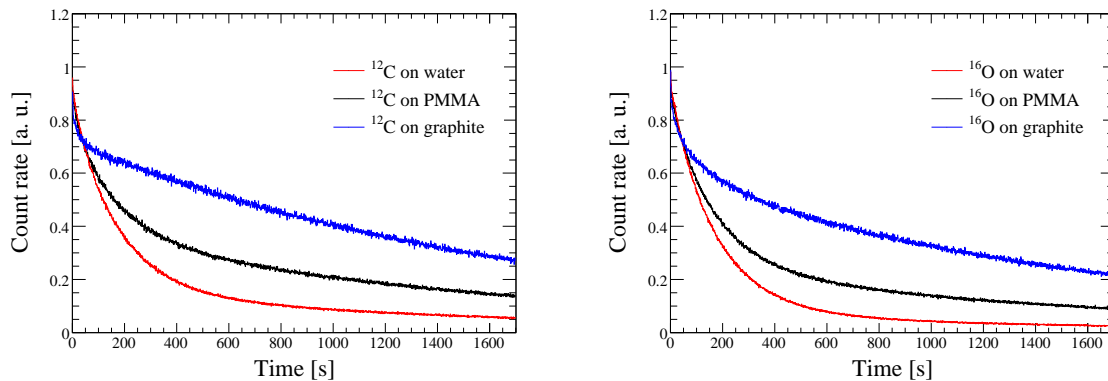 1.2
1
0.8
0.6
0.4
0.2
0
Count rate [a. u.]
¹²C on water
¹²C on PMMA
¹²C on graphite
0 200 400 600 800 1000 1200 1400 1600
Time [s]
1.2
1
0.8
0.6
0.4
0.2
0
Count rate [a. u.]
¹⁶O on water
¹⁶O on PMMA
¹⁶O on graphite
0 200 400 600 800 1000 1200 1400 1600
Time [s]